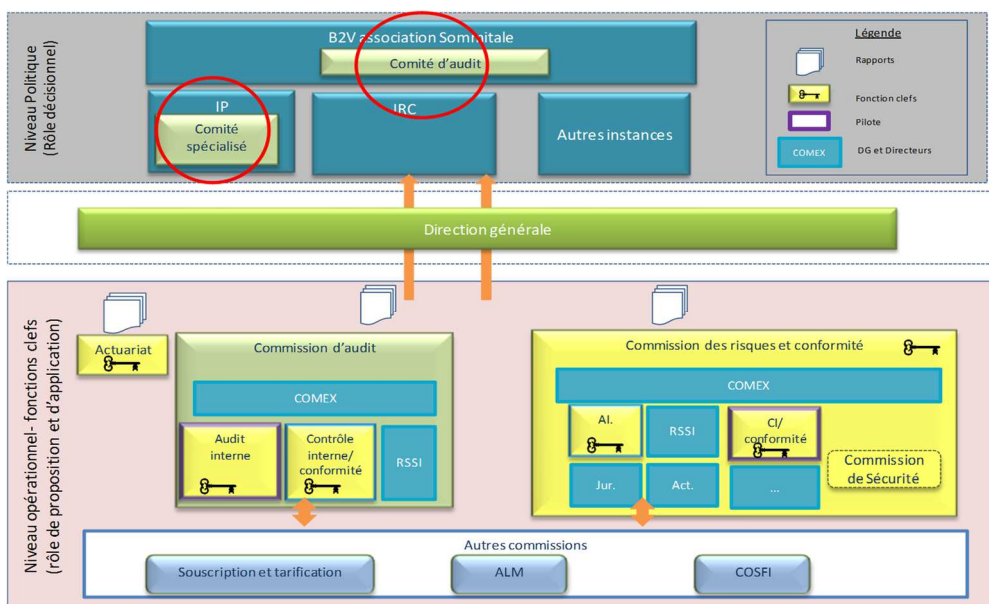 Niveau Politique
(Rôle décisionnel)
B2V association Sommitale
Comité d'audit
IP
Comité
spécialisé
IRC
Autres instances
Légende
Rapports
Fonction clefs
Pilote
COMEX
DG et Directeurs
Direction générale
Niveau opérationnel- fonctions clefs
(rôle de proposition et d'application)
Actuariat
Commission d'audit
COMEX
Audit
interne
Contrôle
interne/
conformité
RSSI
Commission des risques et conformité
COMEX
AI.
RSSI
CI/
conformité
Jur.
Act.
...
Commission
de Sécurité
Autres commissions
Souscription et tarification
ALM
COSFI